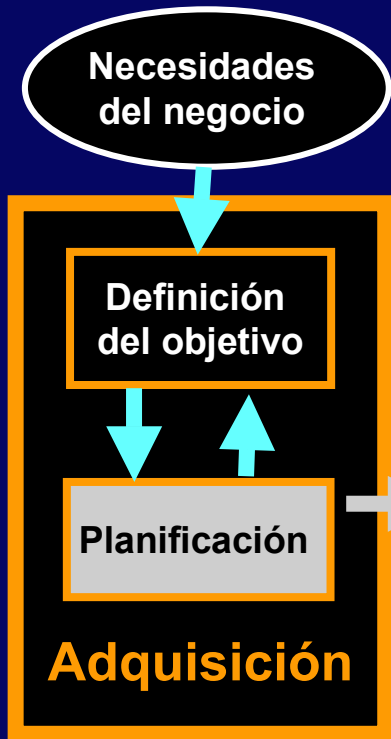 Necesidades
del negocio
Definición
del objetivo
Planificación
Adquisición